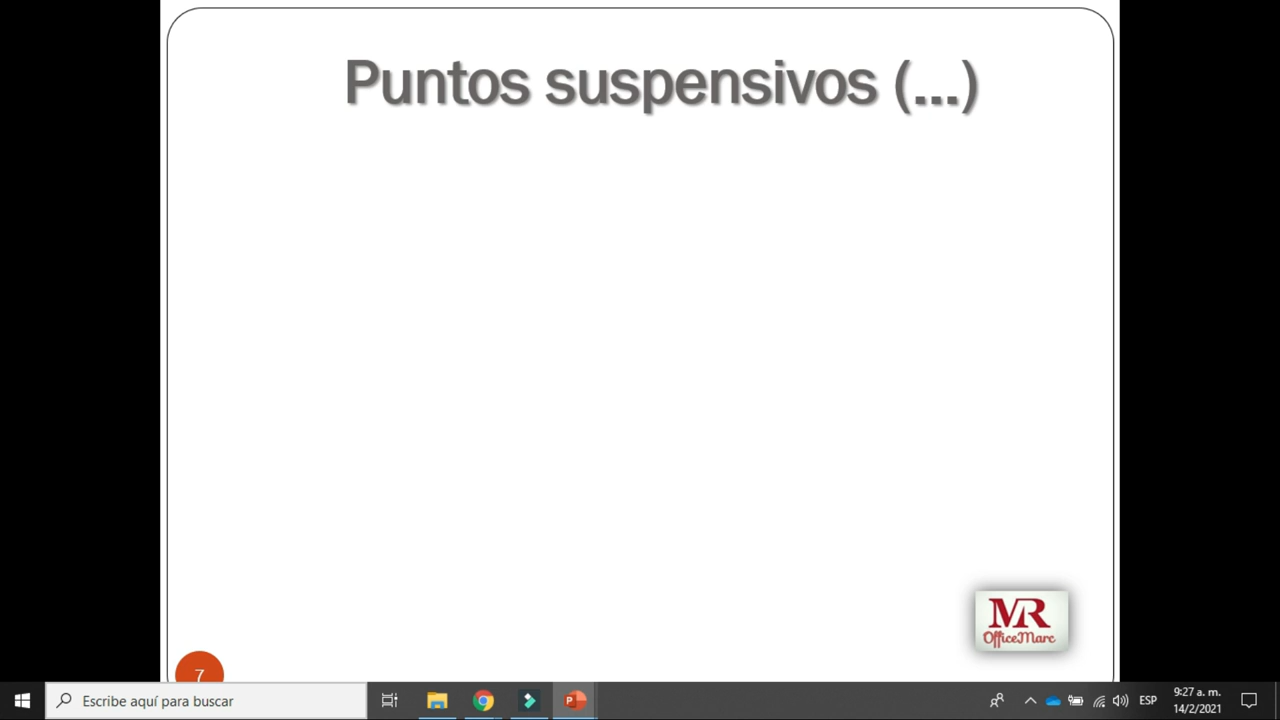 Puntos suspensivos (...)
MR
OfficeMarc
7
Escribe aquí para buscar
ESP
9:27 a. m.
14/2/2021